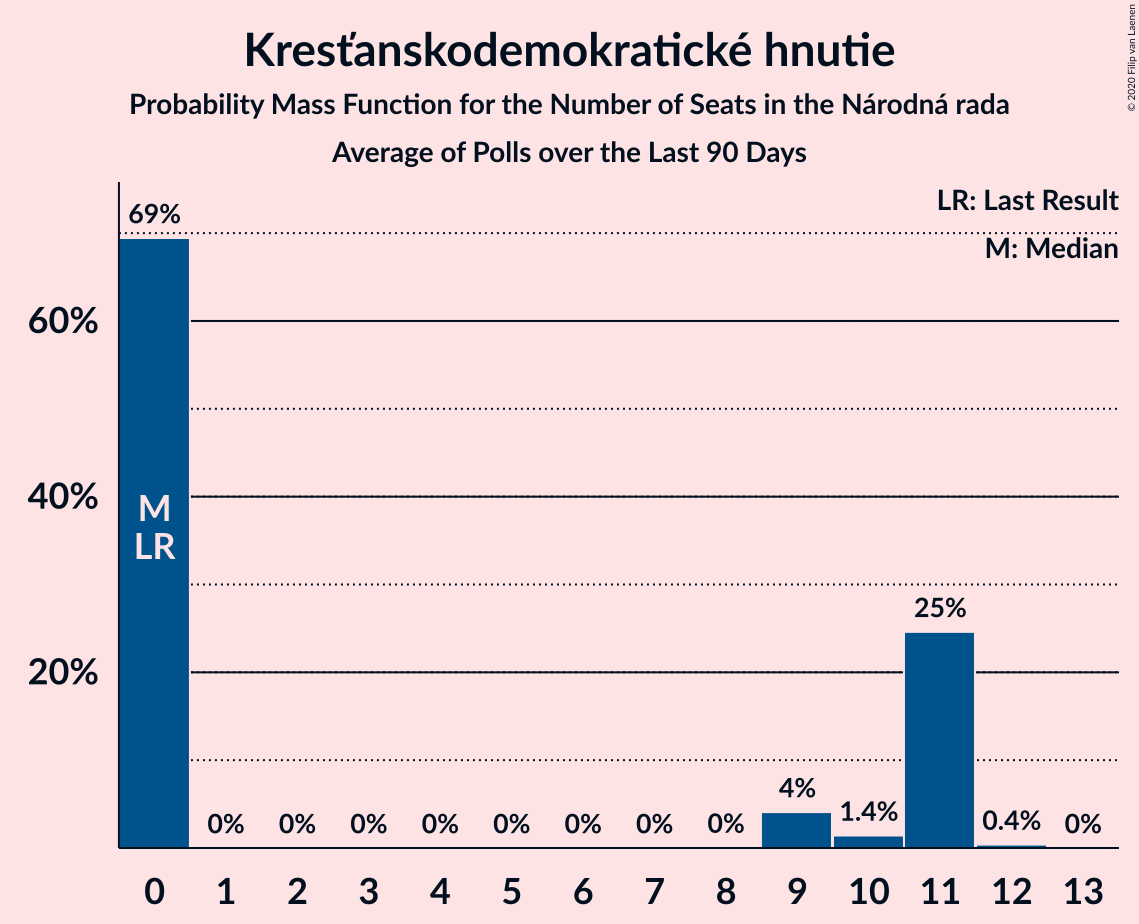 Kresťanskodemokratické hnutie
Probability Mass Function for the Number of Seats in the Národná rada
Average of Polls over the Last 90 Days
© 2020 Filip van Laenen
LR: Last Result
M: Median
69%
60%
40%
20%
M
LR
0% 0% 0% 0% 0% 0% 0% 0% 4% 1.4% 25% 0.4% 0%
0 1 2 3 4 5 6 7 8 9 10 11 12 13